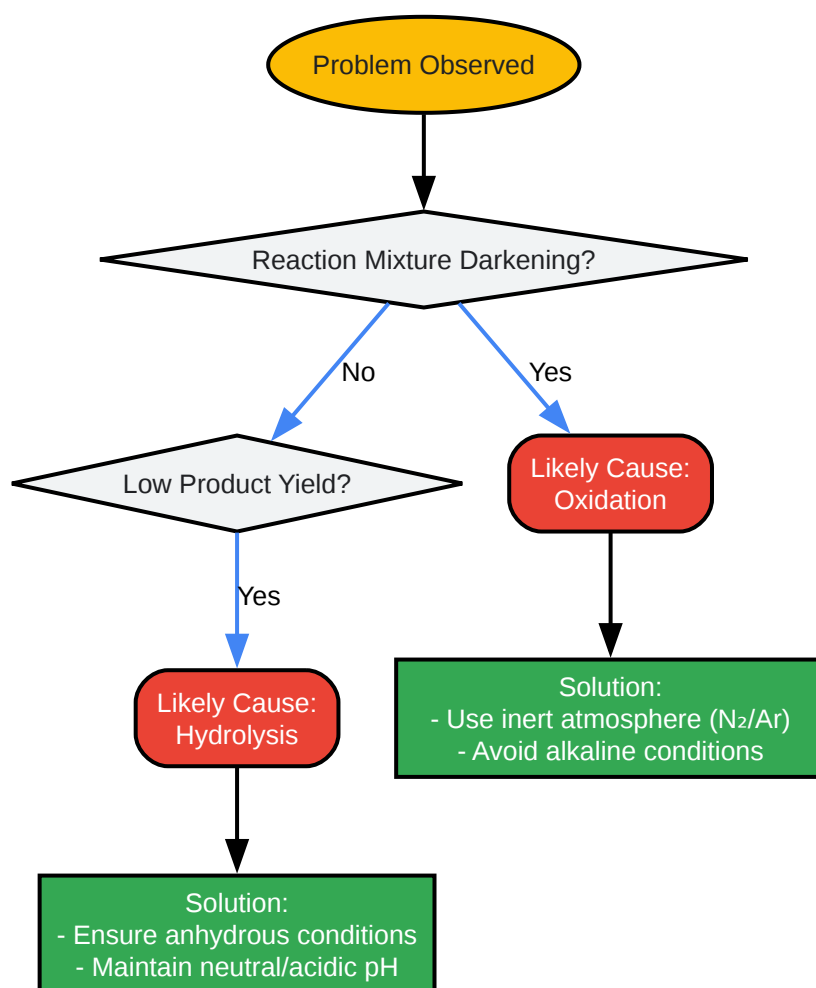 Problem Observed
Reaction Mixture Darkening?
No
Yes
Low Product Yield?
Likely Cause:
Oxidation
Yes
Likely Cause:
Hydrolysis
Solution:
- Use inert atmosphere (N₂/Ar)
- Avoid alkaline conditions
Solution:
- Ensure anhydrous conditions
- Maintain neutral/acidic pH